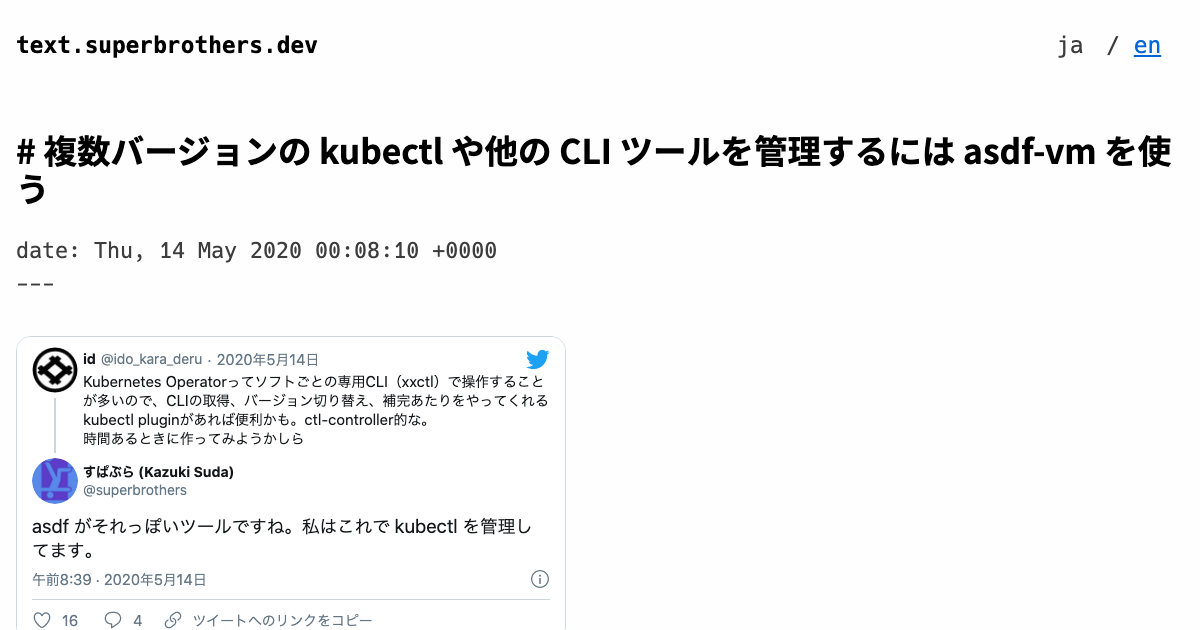 text.superbrothers.dev
ja / en
# 複数バージョンの kubectl や他の CLI ツールを管理するには asdf-vm を使
う
date: Thu, 14 May 2020 00:08:10 +0000
---
id @ido_kara_deru · 2020年5月14日
Kubernetes Operatorってソフトごとの専用CLI（xxctl）で操作すること
が多いので、CLIの取得、バージョン切り替え、補完あたりをやってくれる
kubectl pluginがあれば便利かも。ctl-controller的な。
時間あるときに作ってみようかしら
すぱぶら (Kazuki Suda)
@superbrothers
asdf がそれっぽいツールですね。私はこれで kubectl を管理し
てます。
午前8:39 · 2020年5月14日
16 4 ツイートへのリンクをコピー